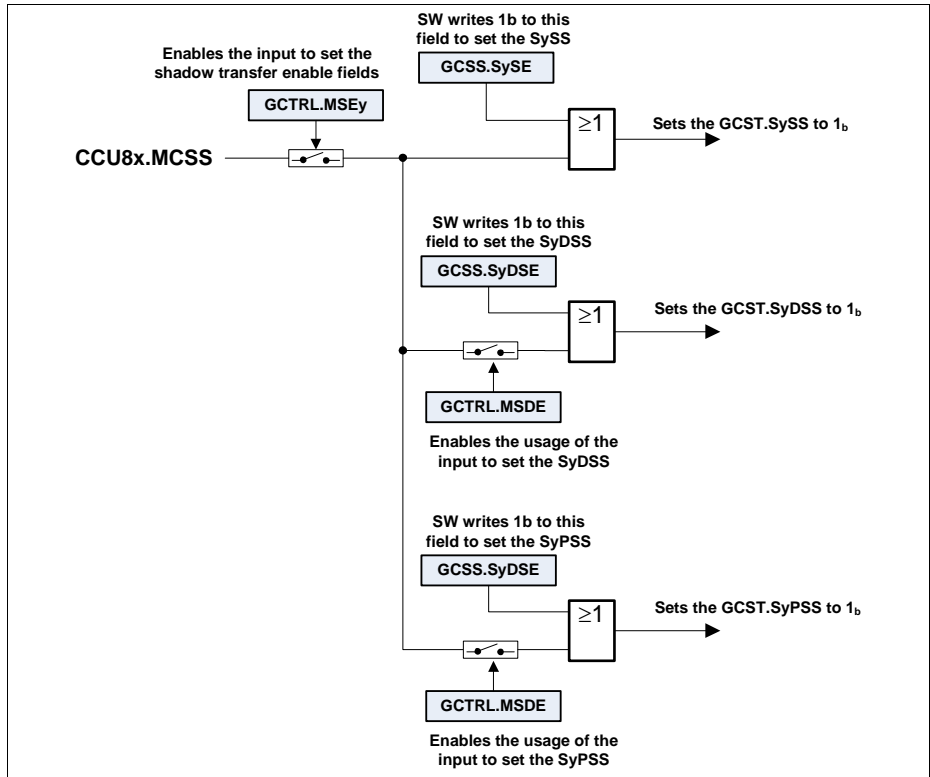 SW writes 1b to this
field to set the SySS
GCSS.SySE
Enables the input to set the
shadow transfer enable fields
GCTRL.MSEy
≥1
Sets the GCST.SySS to 1b
CCU8x.MCSS
SW writes 1b to this
field to set the SyDSS
GCSS.SyDSE
≥1
Sets the GCST.SyDSS to 1b
GCTRL.MSDE
Enables the usage of the
input to set the SyDSS
SW writes 1b to this
field to set the SyPSS
GCSS.SyDSE
≥1
Sets the GCST.SyPSS to 1b
GCTRL.MSDE
Enables the usage of the
input to set the SyPSS